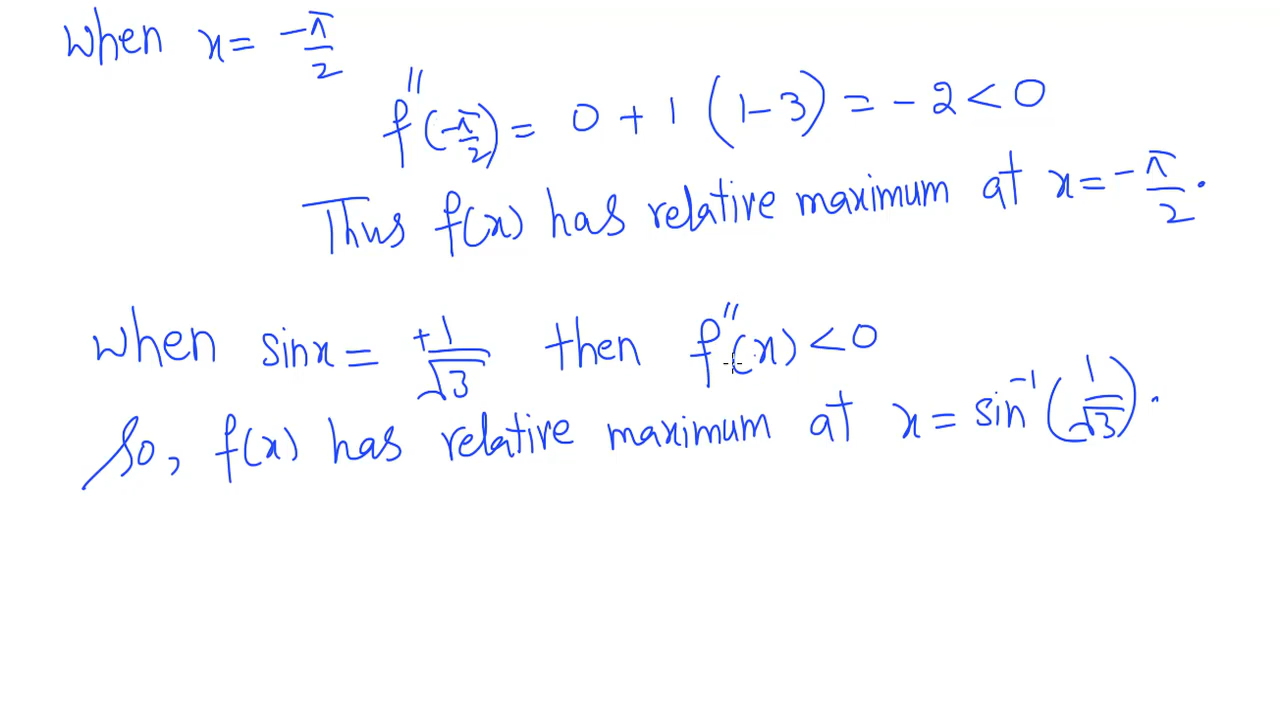 When x = -π/2
f''(-π/2) = 0 + 1 (1-3) = -2 < 0
Thus f(x) has relative maximum at x = -π/2.
When sinx = +1/√3 then f''(x) < 0
So, f(x) has relative maximum at x = sin⁻¹(1/√3).